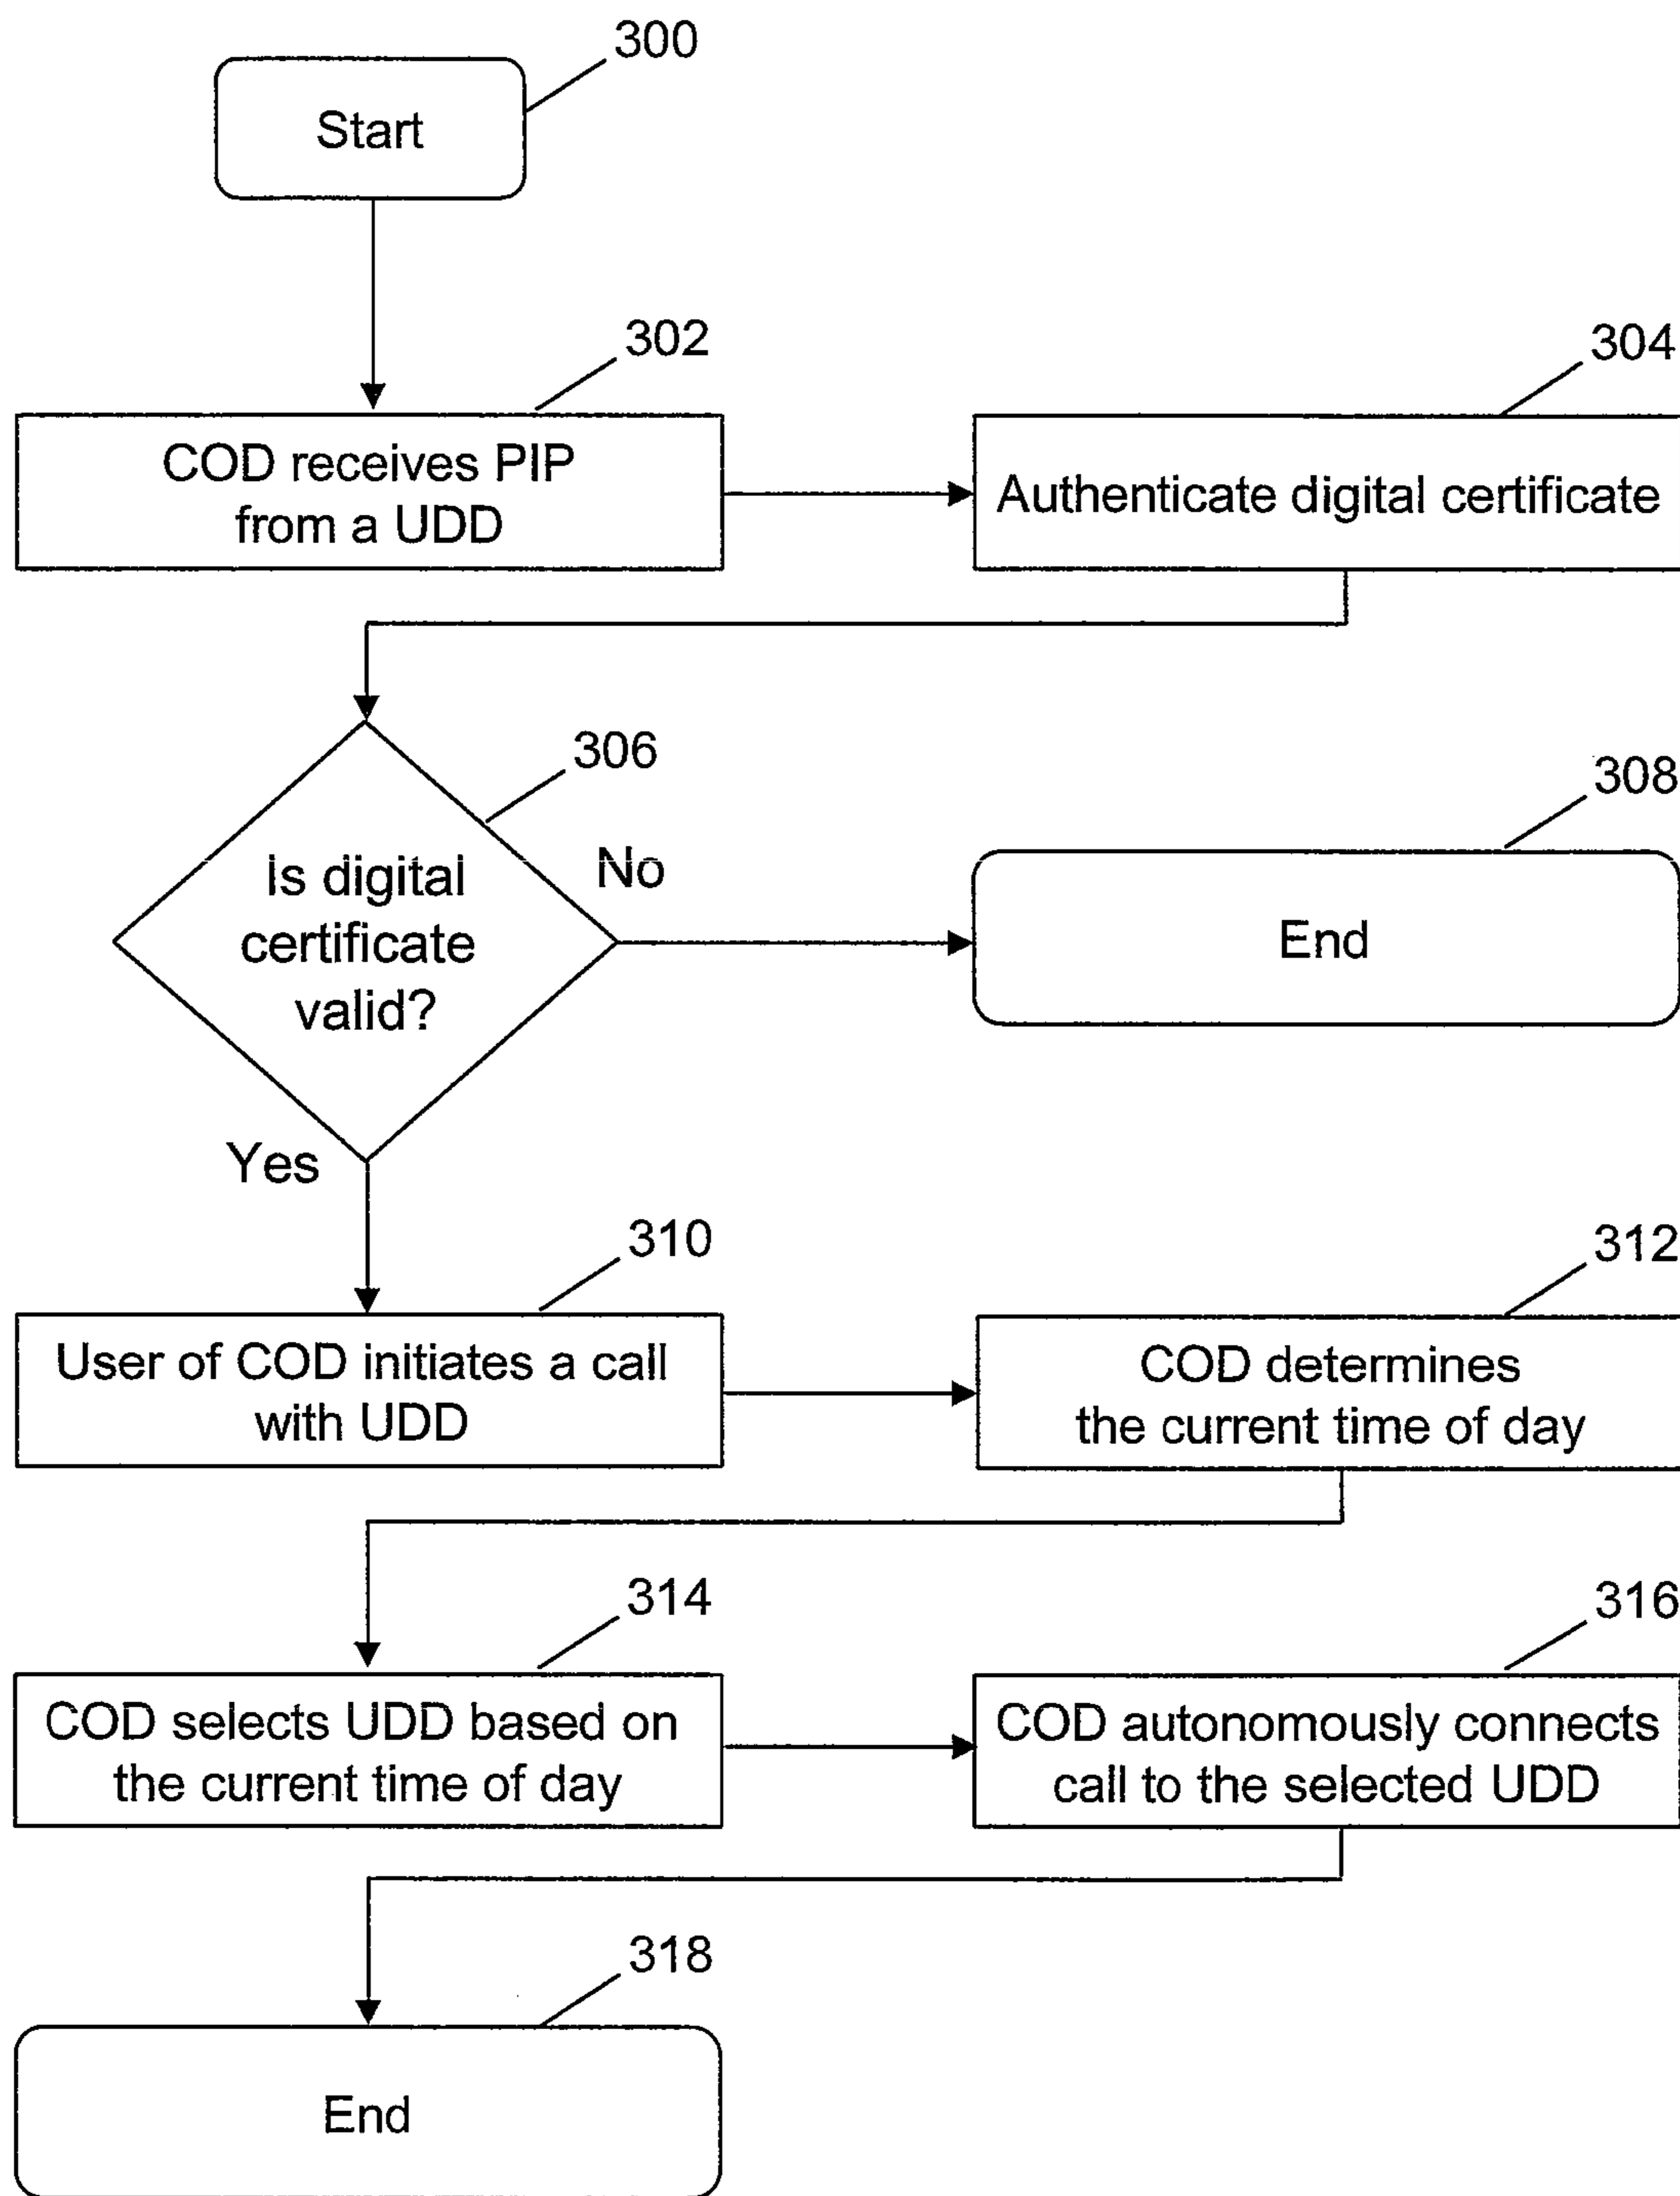 300
Start
302
COD receives PIP
from a UDD
304
Authenticate digital certificate
306
Is digital
certificate
valid?
No
308
End
Yes
310
User of COD initiates a call
with UDD
312
COD determines
the current time of day
314
COD selects UDD based on
the current time of day
316
COD autonomously connects
call to the selected UDD
318
End